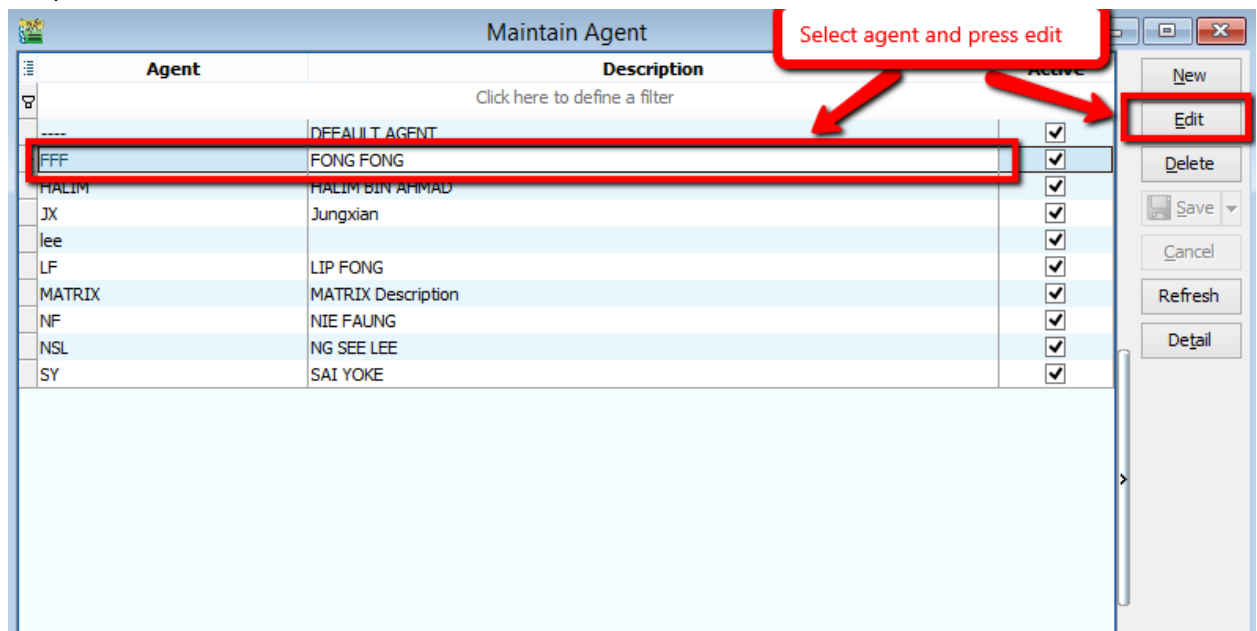 Maintain Agent
Select agent and press edit
Agent Description Active
Click here to define a filter
---- DEFAULT AGENT
FFF FONG FONG
HALIM HALIM BIN AHMAD
JX Jungxian
lee
LF LIP FONG
MATRIX MATRIX Description
NF NIE FAUNG
NSL NG SEE LEE
SY SAI YOKE
New
Edit
Delete
Save
Cancel
Refresh
Detail